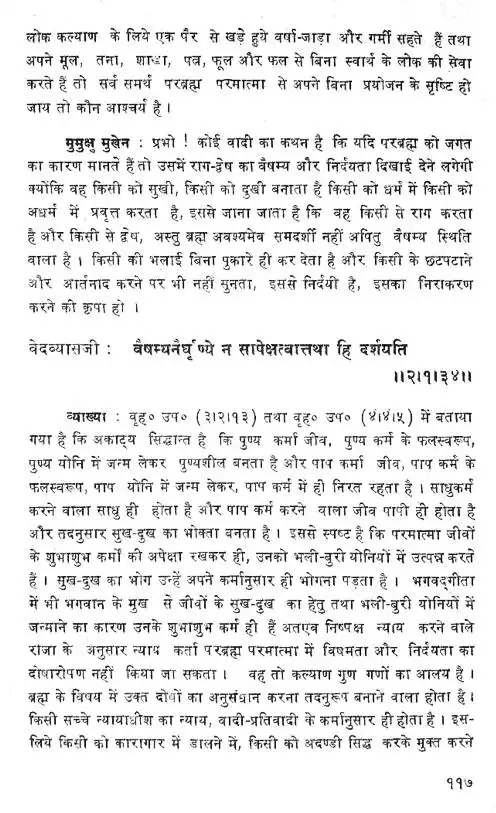 लोक कल्याण के लिये एक पैर से खड़े हुये वर्षा-जाड़ा और गर्मी सहते हैं तथा
अपने मूल, तना, शाखा, पत्र, फूल और फल से बिना स्वार्थ के लोक की सेवा
करते हैं तो सर्व समर्थ परब्रह्म परमात्मा से अपने बिना प्रयोजन के सृष्टि हो
जाय तो कौन आश्चर्य है ।
मुमुक्षु मुखेन : प्रभो ! कोई वादी का कथन है कि यदि परब्रह्म को जगत
का कारण मानते हैं तो उसमें राग-द्वेष का वैषम्य और निर्दयता दिखाई देने लगेगी
क्योंकि वह किसी को सुखी, किसी को दुखी बनाता है किसी को धर्म में किसी को
अधर्म में प्रवृत्त करता है, इससे जाना जाता है कि वह किसी से राग करता
है और किसी से द्वेष, अस्तु ब्रह्म अवश्यमेव समदर्शी नहीं अपितु वैषम्य स्थिति
वाला है । किसी की भलाई बिना पुकारे ही कर देता है और किसी के छटपटाने
और आर्तनाद करने पर भी नहीं सुनता, इससे निर्दयी है, इसका निराकरण
करने की कृपा हो ।
वेदव्यासजी : वैषम्यनैर्घृण्ये न सापेक्षत्वात्तथा हि दर्शयति
॥२।१।३४॥
व्याख्या : वृह० उप० (३।२।१३) तथा वृह० उप० (४।४।५) में बताया
गया है कि अकाट्य सिद्धान्त है कि पुण्य कर्मा जीव, पुण्य कर्म के फलस्वरूप,
पुण्य योनि में जन्म लेकर पुण्यशील बनता है और पाप कर्मा जीव, पाप कर्म के
फलस्वरूप, पाप योनि में जन्म लेकर, पाप कर्म में ही निरत रहता है । साधुकर्म
करने वाला साधु ही होता है और पाप कर्म करने वाला जीव पापी ही होता है
और तदनुसार सुख-दुख का भोक्ता बनता है । इससे स्पष्ट है कि परमात्मा जीवों
के शुभाशुभ कर्मों की अपेक्षा रखकर ही, उनको भली-बुरी योनियों में उत्पन्न करते
हैं । सुख-दुख का भोग उन्हें अपने कर्मानुसार ही भोगना पड़ता है । भगवद्गीता
में भी भगवान के मुख से जीवों के सुख-दुख का हेतु तथा भली-बुरी योनियों में
जन्माने का कारण उनके शुभाशुभ कर्म ही हैं अतएव निष्पक्ष न्याय करने वाले
राजा के अनुसार न्याय कर्ता परब्रह्म परमात्मा में विषमता और निर्दयता का
दोषारोपण नहीं किया जा सकता । वह तो कल्याण गुण गणों का आलय है ।
ब्रह्म के विषय में उक्त दोषों का अनुसंधान करना तदनुरूप बनाने वाला होता है ।
किसी सच्चे न्यायाधीश का न्याय, वादी-प्रतिवादी के कर्मानुसार ही होता है । इस-
लिये किसी को कारागार में डालने में, किसी को अदण्डी सिद्ध करके मुक्त करने
११७